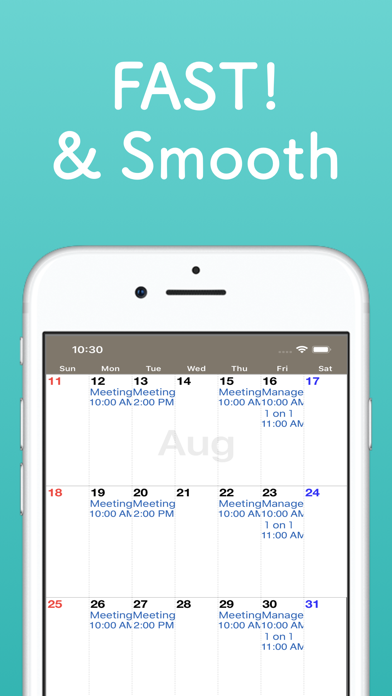 FAST!
& Smooth
10:30
Sun Mon Tue Wed Thu Fri Sat
11 12 13 14 15 16 17
Meeting Meeting Meeting Manage
10:00 AM 2:00 PM 10:00 AM 10:00 AM
1 on 1
11:00 AM
Aug
18 19 20 21 22 23 24
Meeting Meeting Meeting Manage
10:00 AM 2:00 PM 10:00 AM 10:00 AM
1 on 1
11:00 AM
25 26 27 28 29 30 31
Meeting Meeting Meeting Manage
10:00 AM 2:00 PM 10:00 AM 10:00 AM
1 on 1
11:00 AM